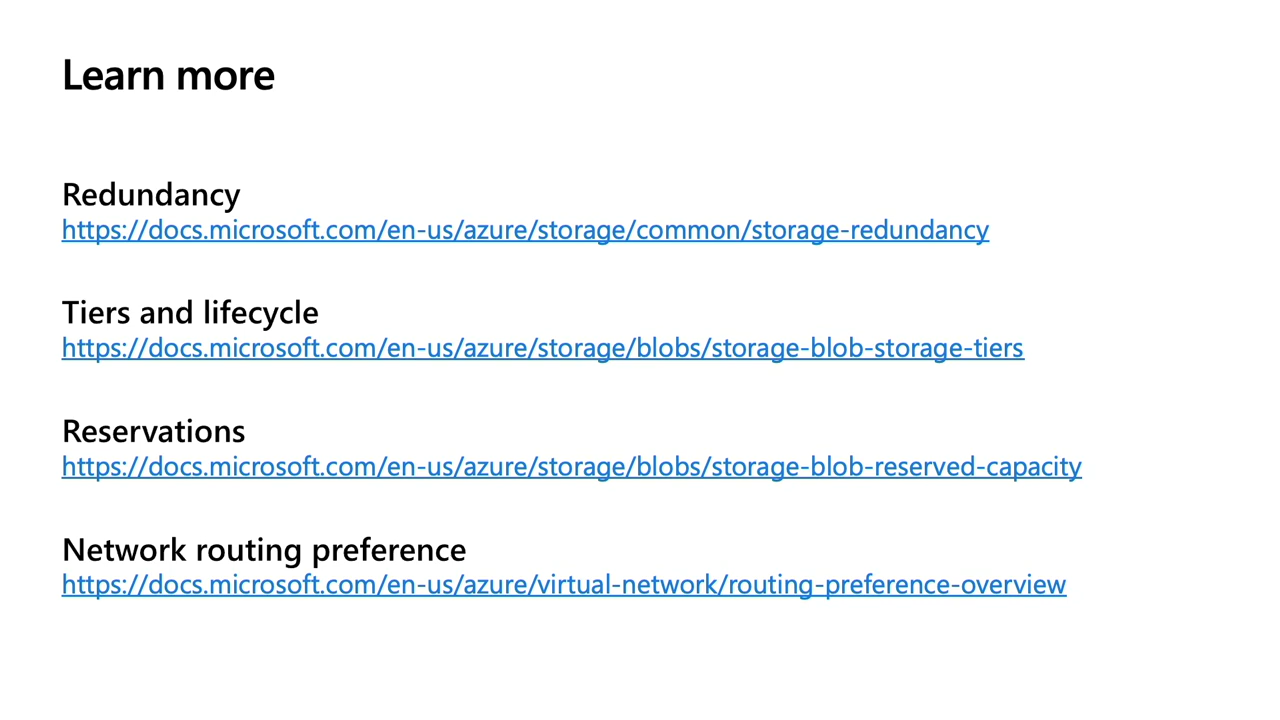 Learn more
Redundancy
https://docs.microsoft.com/en-us/azure/storage/common/storage-redundancy
Tiers and lifecycle
https://docs.microsoft.com/en-us/azure/storage/blobs/storage-blob-storage-tiers
Reservations
https://docs.microsoft.com/en-us/azure/storage/blobs/storage-blob-reserved-capacity
Network routing preference
https://docs.microsoft.com/en-us/azure/virtual-network/routing-preference-overview